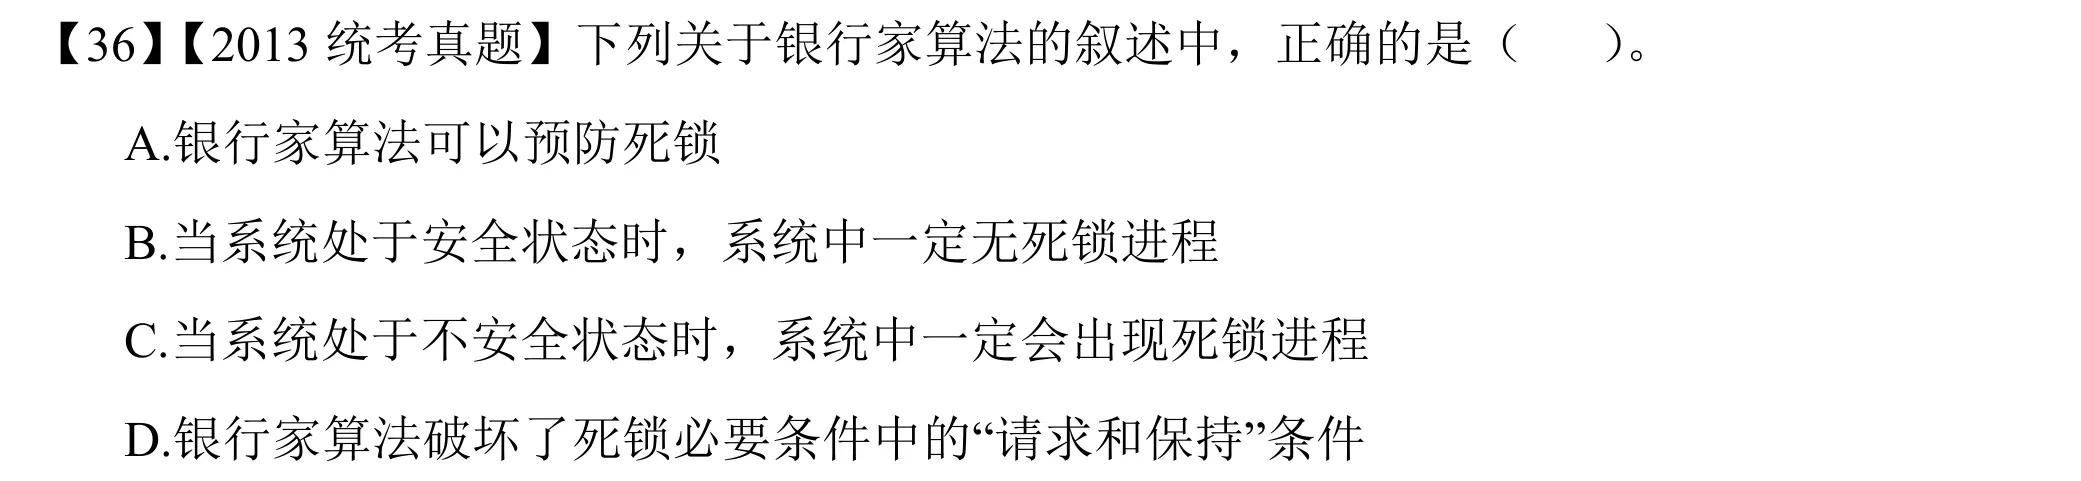 【36】【2013 统考真题】下列关于银行家算法的叙述中，正确的是（　　）。
A.银行家算法可以预防死锁
B.当系统处于安全状态时，系统中一定无死锁进程
C.当系统处于不安全状态时，系统中一定会出现死锁进程
D.银行家算法破坏了死锁必要条件中的“请求和保持”条件